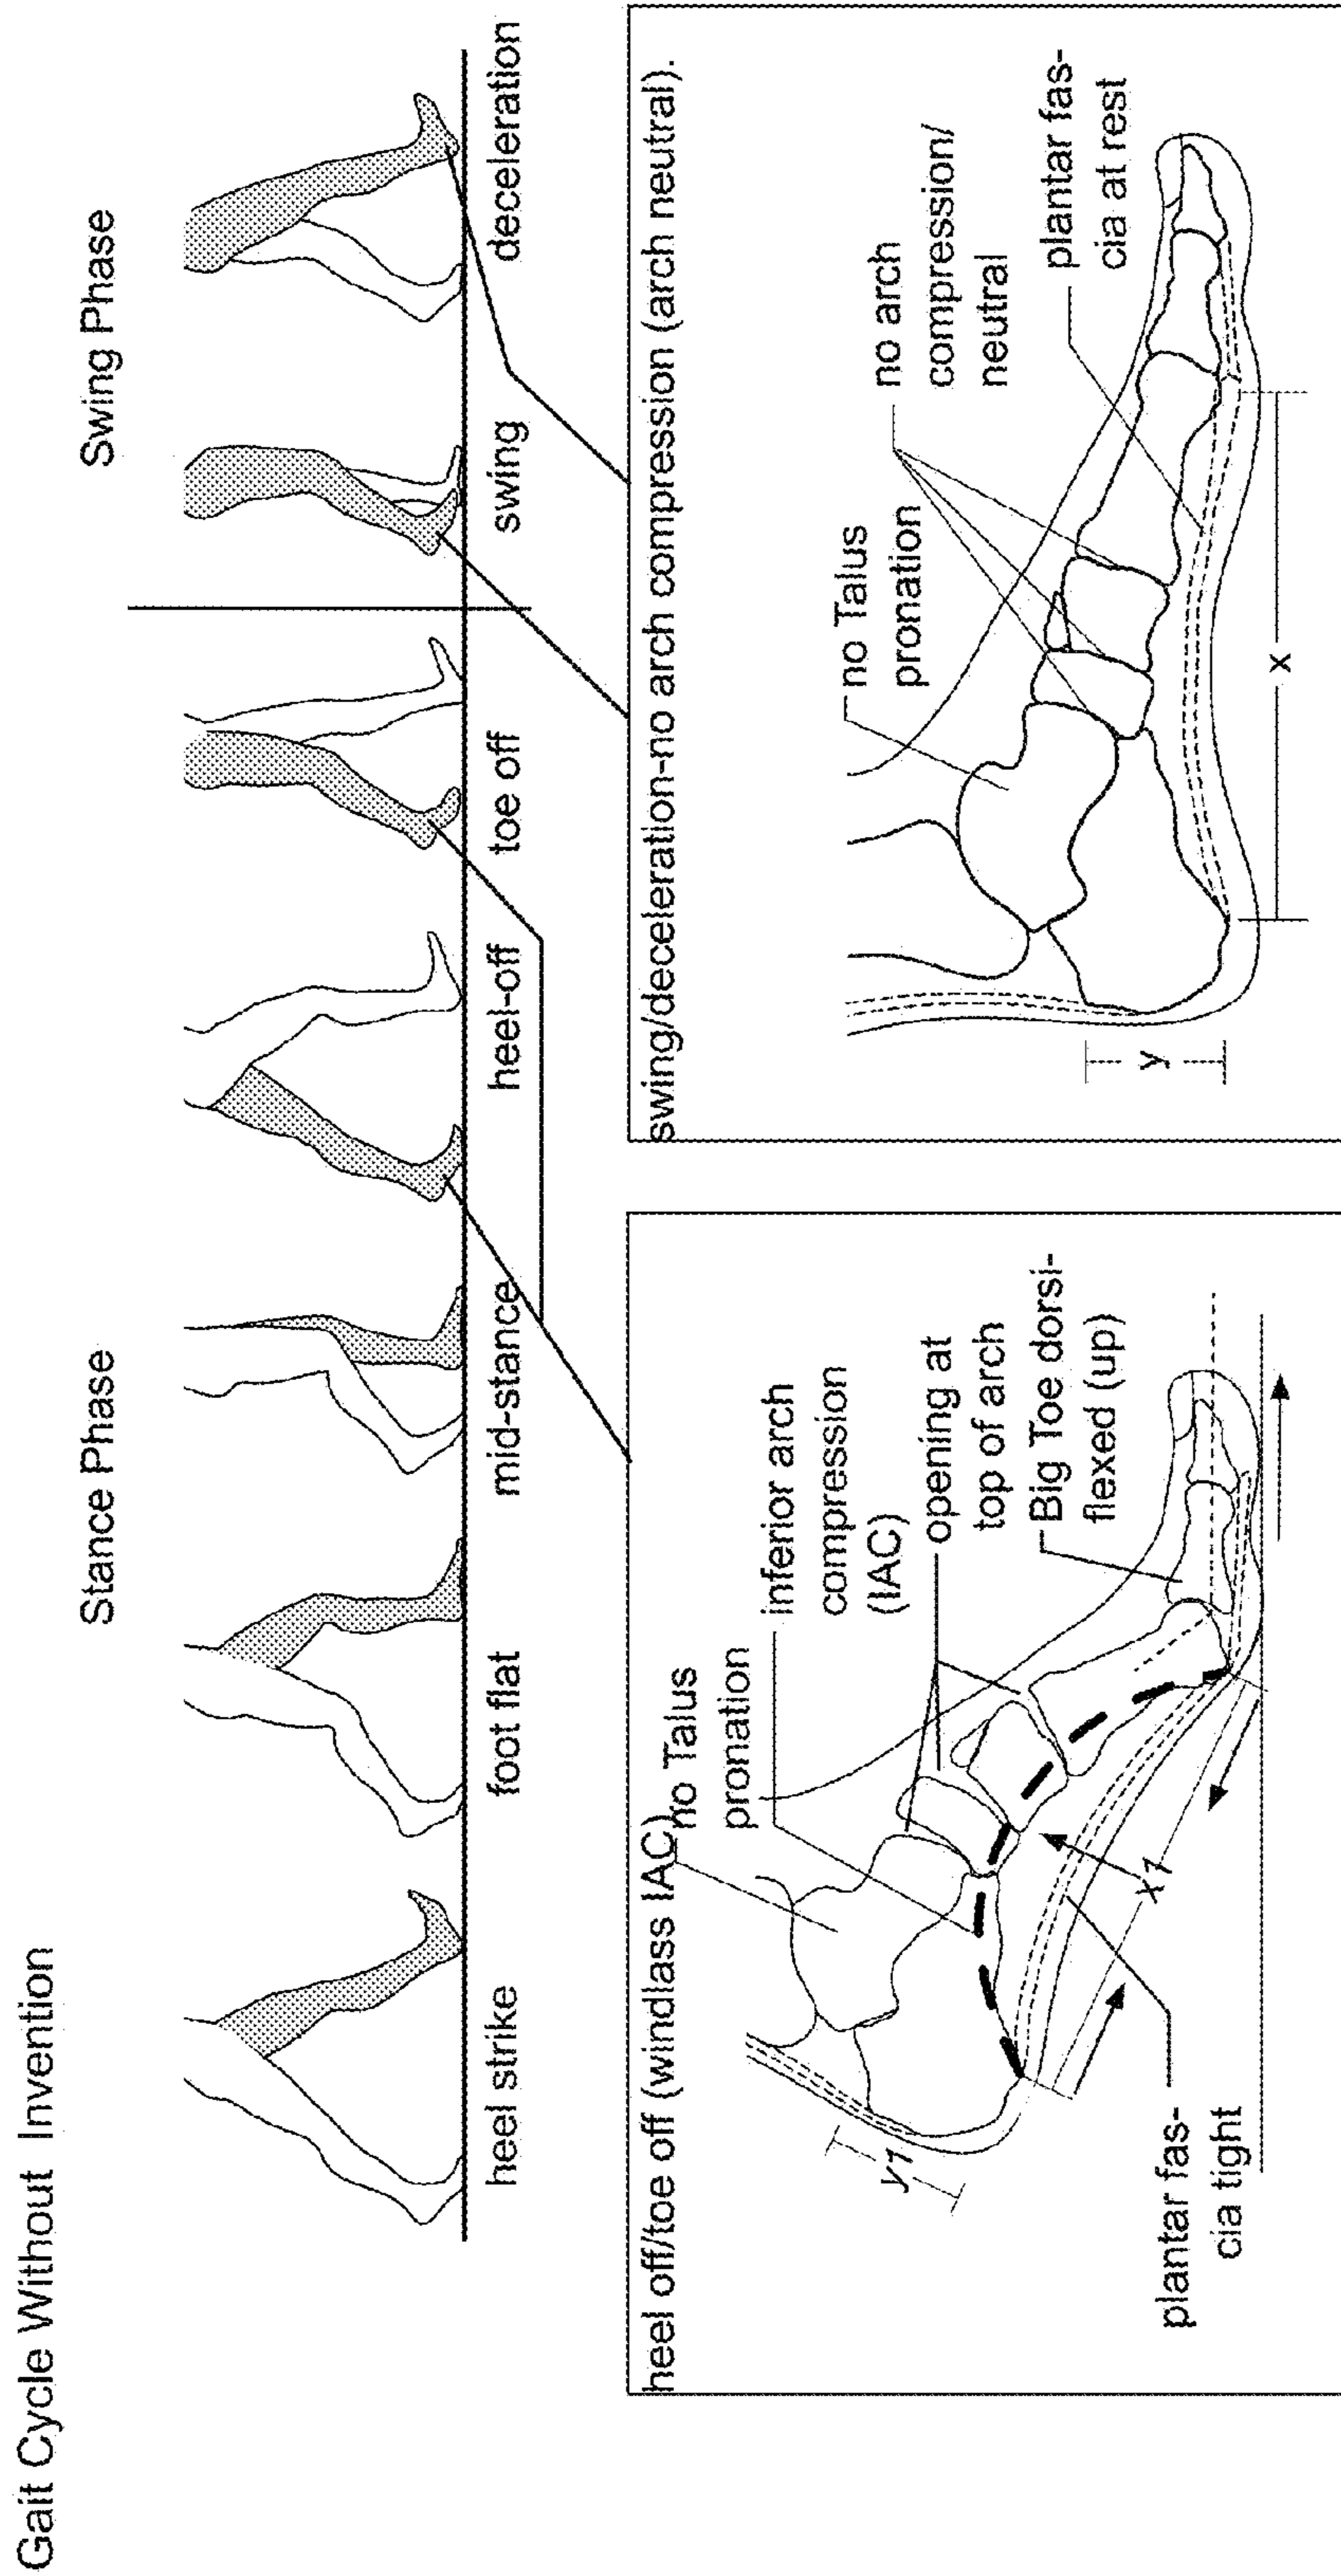 Gait Cycle Without Invention
Stance Phase
Swing Phase
heel strike
foot flat
mid-stance
heel-off
toe off
swing
deceleration
heel off/toe off (windlass IAC)
no Talus
pronation
inferior arch
compression
(IAC)
opening at
top of arch
Big Toe dorsi-
flexed (up)
y1
x1
plantar fas-
cia tight
swing/deceleration-no arch compression (arch neutral).
no Talus
pronation
no arch
compression/
neutral
plantar fas-
cia at rest
y
x